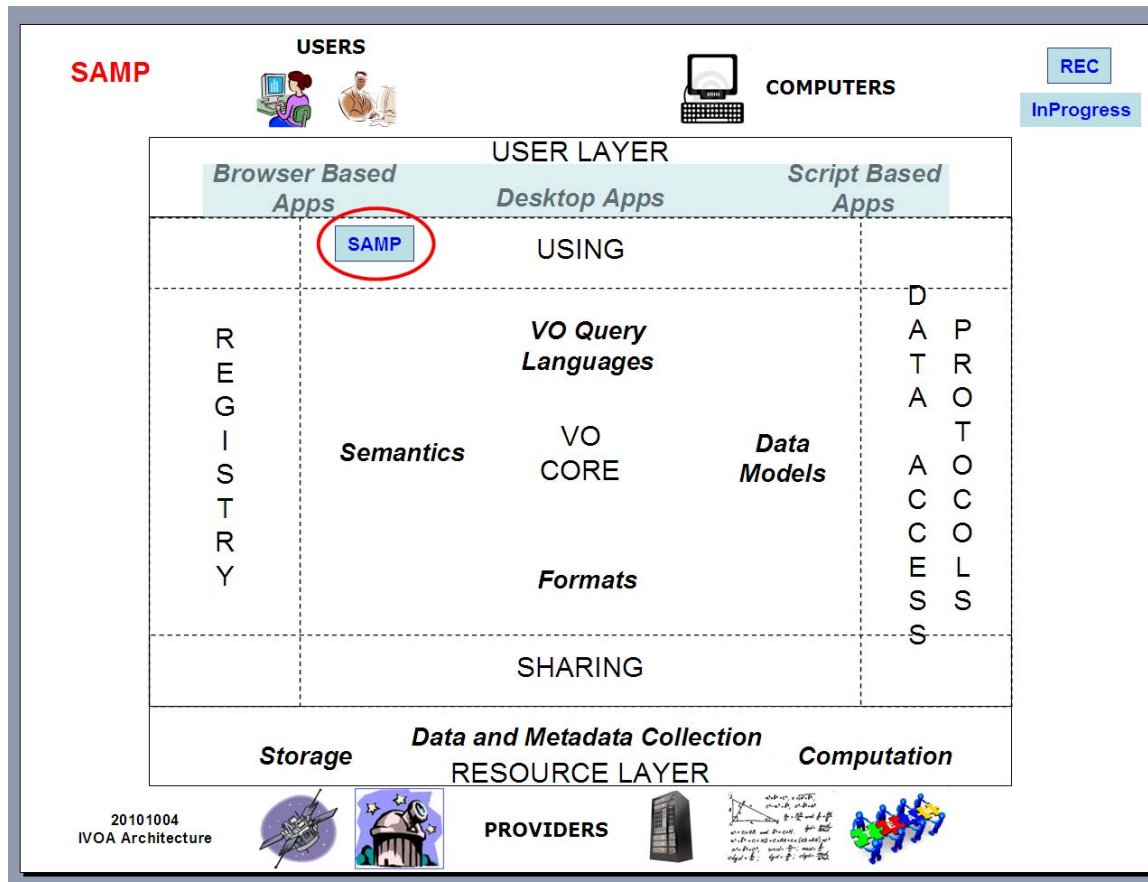 SAMP
USERS
COMPUTERS
REC
InProgress
USER LAYER
Browser Based
Apps
Desktop Apps
Script Based
Apps
SAMP
USING
REGISTRY
VO Query
Languages
Semantics
VO
CORE
Data
Models
Formats
DATA ACCESS
PROTOCOLS
SHARING
Storage
Data and Metadata Collection
Computation
RESOURCE LAYER
20101004
IVOA Architecture
PROVIDERS